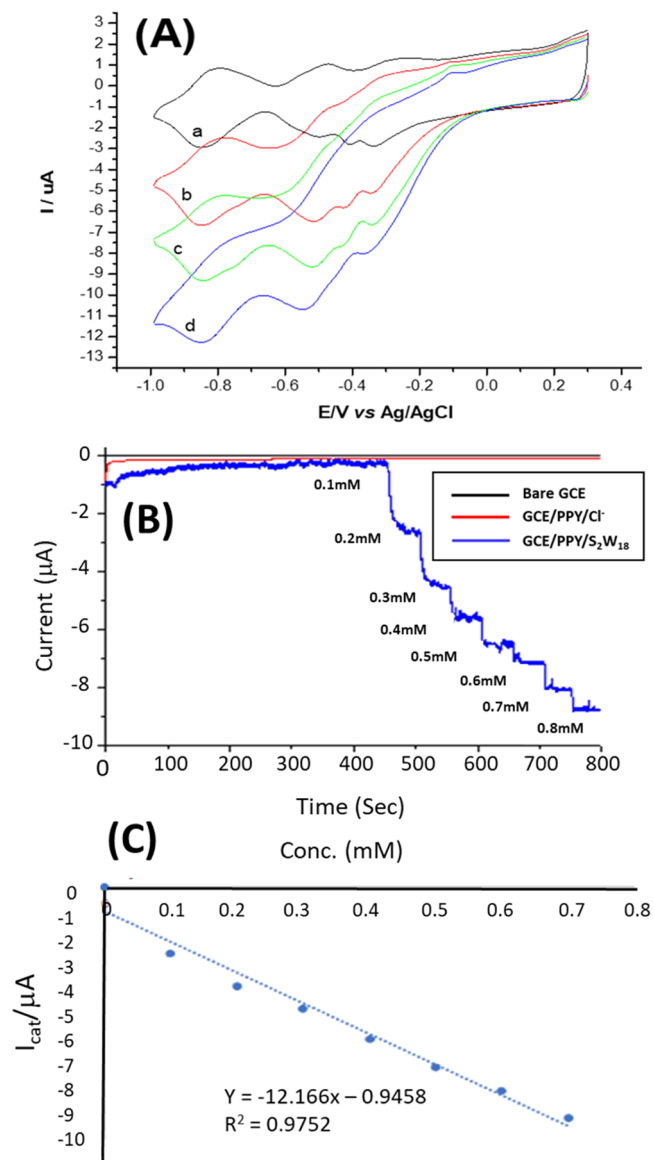 (A)
3
2
1
0
-1
-2
-3
-4
-5
-6
-7
-8
-9
-10
-11
-12
-13
I / uA
a
b
c
d
-1.0 -0.8 -0.6 -0.4 -0.2 0.0 0.2 0.4
E/V vs Ag/AgCl
(B)
0
-2
-4
-6
-8
-10
Current (µA)
0.1mM
0.2mM
0.3mM
0.4mM
0.5mM
0.6mM
0.7mM
0.8mM
Bare GCE
GCE/PPY/Cl⁻
GCE/PPY/S₂W₁₈
0 100 200 300 400 500 600 700 800
Time (Sec)
(C)
Conc. (mM)
0 0.1 0.2 0.3 0.4 0.5 0.6 0.7 0.8
0
-1
-2
-3
-4
-5
-6
-7
-8
-9
-10
I_cat/µA
Y = -12.166x – 0.9458
R² = 0.9752